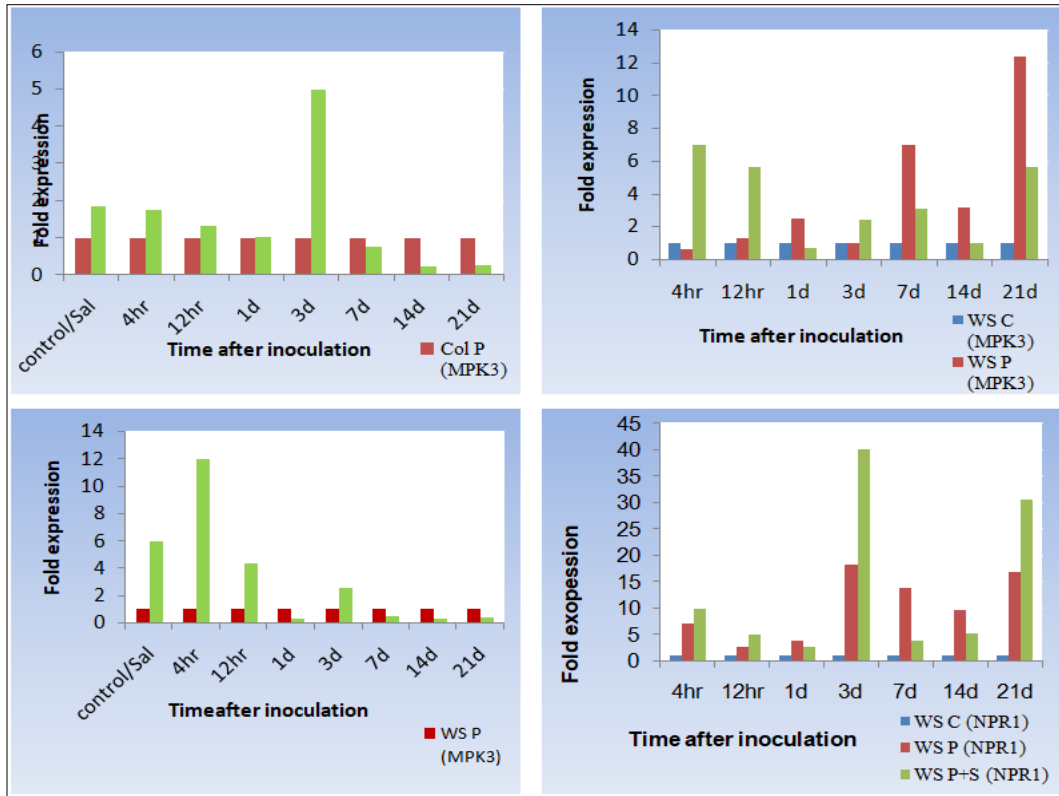 6
5
4
3
2
1
0
Fold expression
control/Sal
4hr
12hr
1d
3d
7d
14d
21d
Time after inoculation
Col P
(MPK3)
14
12
10
8
6
4
2
0
Fold expression
4hr
12hr
1d
3d
7d
14d
21d
Time after inoculation
WS C
(MPK3)
WS P
(MPK3)
14
12
10
8
6
4
2
0
Fold expression
control/Sal
4hr
12hr
1d
3d
7d
14d
21d
Timeafter inoculation
WS P
(MPK3)
45
40
35
30
25
20
15
10
5
0
Fold exopession
4hr
12hr
1d
3d
7d
14d
21d
Time after inoculation
WS C (NPR1)
WS P (NPR1)
WS P+S (NPR1)